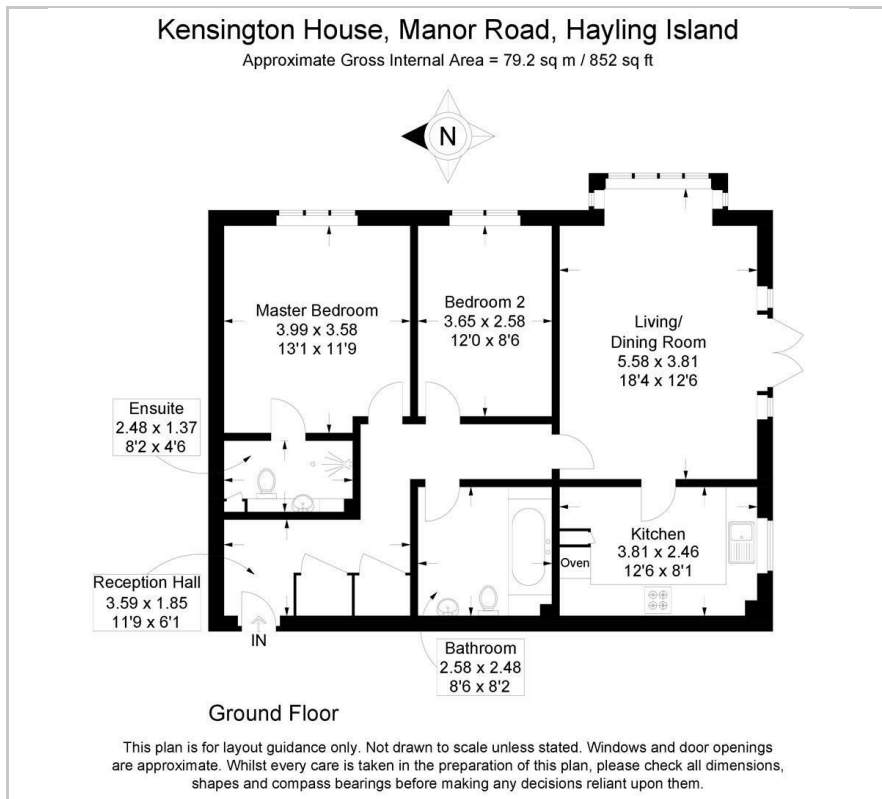 Kensington House, Manor Road, Hayling Island
Approximate Gross Internal Area = 79.2 sq m / 852 sq ft
N
Master Bedroom
3.99 x 3.58
13'1 x 11'9
Bedroom 2
3.65 x 2.58
12'0 x 8'6
Living/
Dining Room
5.58 x 3.81
18'4 x 12'6
Ensuite
2.48 x 1.37
8'2 x 4'6
Kitchen
3.81 x 2.46
12'6 x 8'1
Oven
Reception Hall
3.59 x 1.85
11'9 x 6'1
IN
Bathroom
2.58 x 2.48
8'6 x 8'2
Ground Floor
This plan is for layout guidance only. Not drawn to scale unless stated. Windows and door openings
are approximate. Whilst every care is taken in the preparation of this plan, please check all dimensions,
shapes and compass bearings before making any decisions reliant upon them.